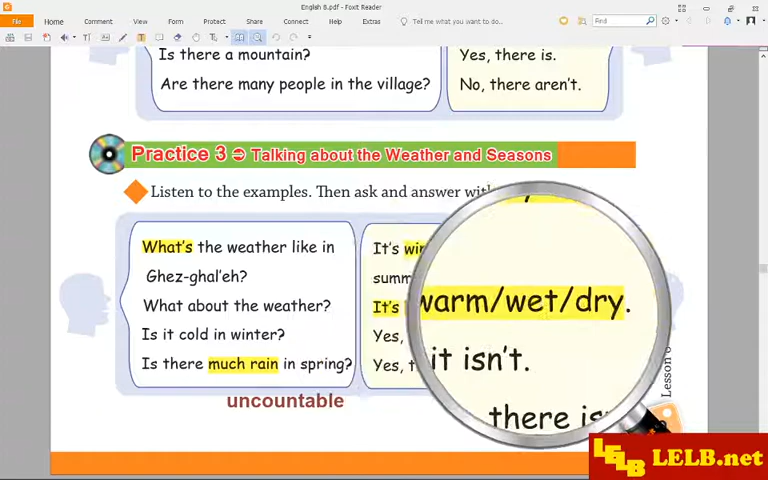 English 8.pdf - Foxit Reader
File Home Comment View Form Protect Share Connect Help Extras Tell me what you want to do.. Find
Is there a mountain? Yes, there is.
Are there many people in the village? No, there aren't.
Practice 3 ➲ Talking about the Weather and Seasons
Listen to the examples. Then ask and answer
What's the weather like in
Ghez-ghal'eh?
What about the weather?
Is it cold in winter?
Is there much rain in spring?
It's
It's
Yes,
Yes,
warm/wet/dry.
it isn't.
there
uncountable
Lesson
LELB
LELB.net